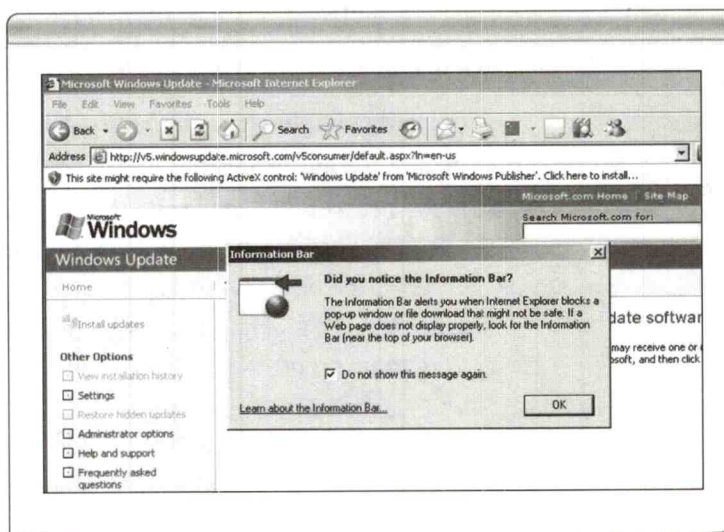 Microsoft Windows Update - Microsoft Internet Explorer
File Edit View Favorites Tools Help
Back Search Favorites
Address http://v5.windowsupdate.microsoft.com/v5consumer/default.aspx?ln=en-us
This site might require the following ActiveX control: 'Windows Update' from 'Microsoft Windows Publisher'. Click here to install...
Microsoft.com Home Site Map
Microsoft
Windows
Search Microsoft.com for:
Windows Update
Home
Install updates
Other Options
View installation history
Settings
Restore hidden updates
Administrator options
Help and support
Frequently asked
questions
Information Bar
Did you notice the Information Bar?
The Information Bar alerts you when Internet Explorer blocks a
pop-up window or file download that might not be safe. If a
Web page does not display properly, look for the Information
Bar (near the top of your browser).
Do not show this message again.
Learn about the Information Bar...
OK
date softwar
may receive one or
osoft, and then click